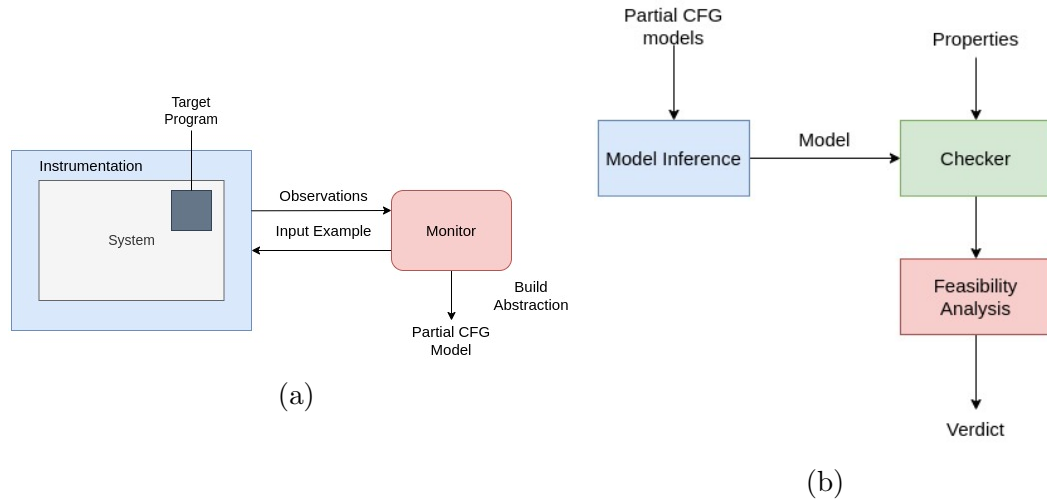 Target
Program
Instrumentation
System
Observations
Input Example
Monitor
Build
Abstraction
Partial CFG
Model
(a)
Partial CFG
models
Properties
Model Inference
Model
Checker
Feasibility
Analysis
Verdict
(b)